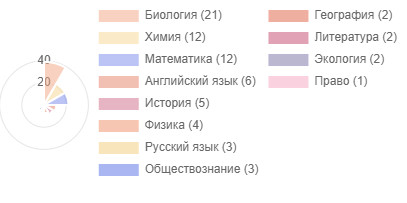 40
20
Биология (21)
Химия (12)
Математика (12)
Английский язык (6)
История (5)
Физика (4)
Русский язык (3)
Обществознание (3)
География (2)
Литература (2)
Экология (2)
Право (1)